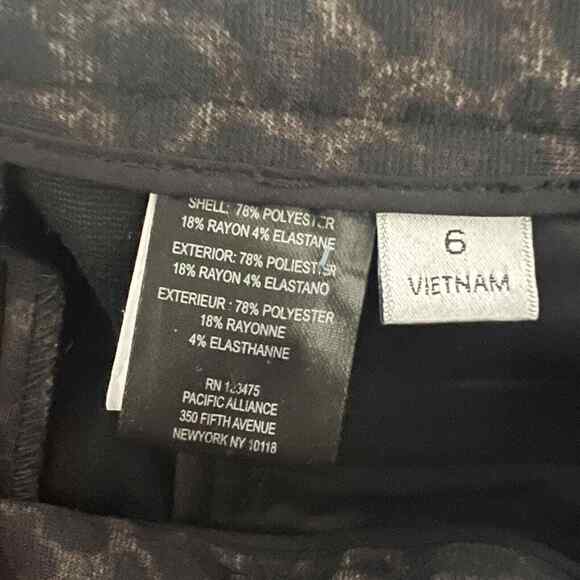 SHELL: 78% POLYESTER
18% RAYON 4% ELASTANE
EXTERIOR: 78% POLIESTER
18% RAYON 4% ELASTANO
EXTERIEUR : 78% POLYESTER
18% RAYONNE
4% ELASTHANNE
RN 123475
PACIFIC ALLIANCE
350 FIFTH AVENUE
NEWYORK NY 10118
6
VIETNAM